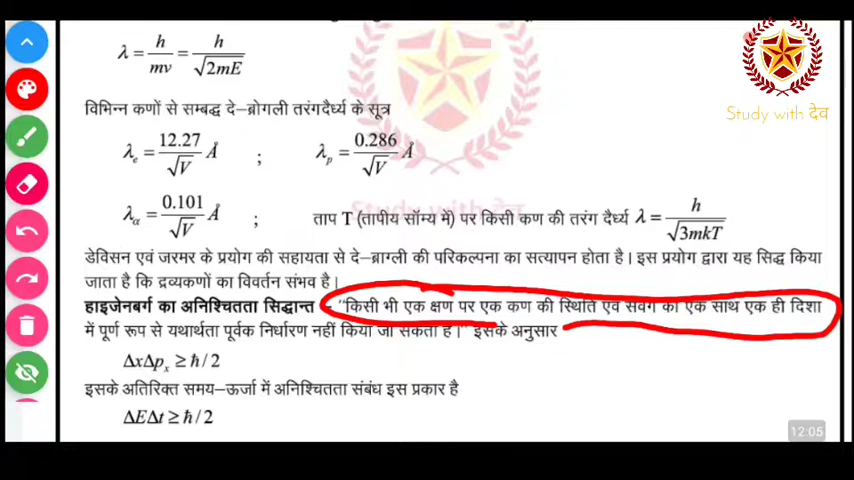 Study with देव
λ = h/mv = h/√2mE
विभिन्न कणों से सम्बद्ध दे–ब्रोगली तरंगदैर्ध्य के सूत्र
λe = 12.27/√V Å ; λp = 0.286/√V Å
λα = 0.101/√V Å ; ताप T (तापीय सॉम्य में) पर किसी कण की तरंग दैर्ध्य λ = h/√3mkT
डेविसन एवं जरमर के प्रयोग की सहायता से दे–ब्राग्ली की परिकल्पना का सत्यापन होता है। इस प्रयोग द्वारा यह सिद्ध किया
जाता है कि द्रव्यकणों का विवर्तन संभव है।
हाइजेनबर्ग का अनिश्चितता सिद्धान्त – "किसी भी एक क्षण पर एक कण की स्थिति एवं संवेग का एक साथ एक ही दिशा
में पूर्ण रूप से यथार्थता पूर्वक निर्धारण नहीं किया जा सकता है।" इसके अनुसार
ΔxΔpx ≥ ħ/2
इसके अतिरिक्त समय–ऊर्जा में अनिश्चितता संबंध इस प्रकार है
ΔEΔt ≥ ħ/2
12:05